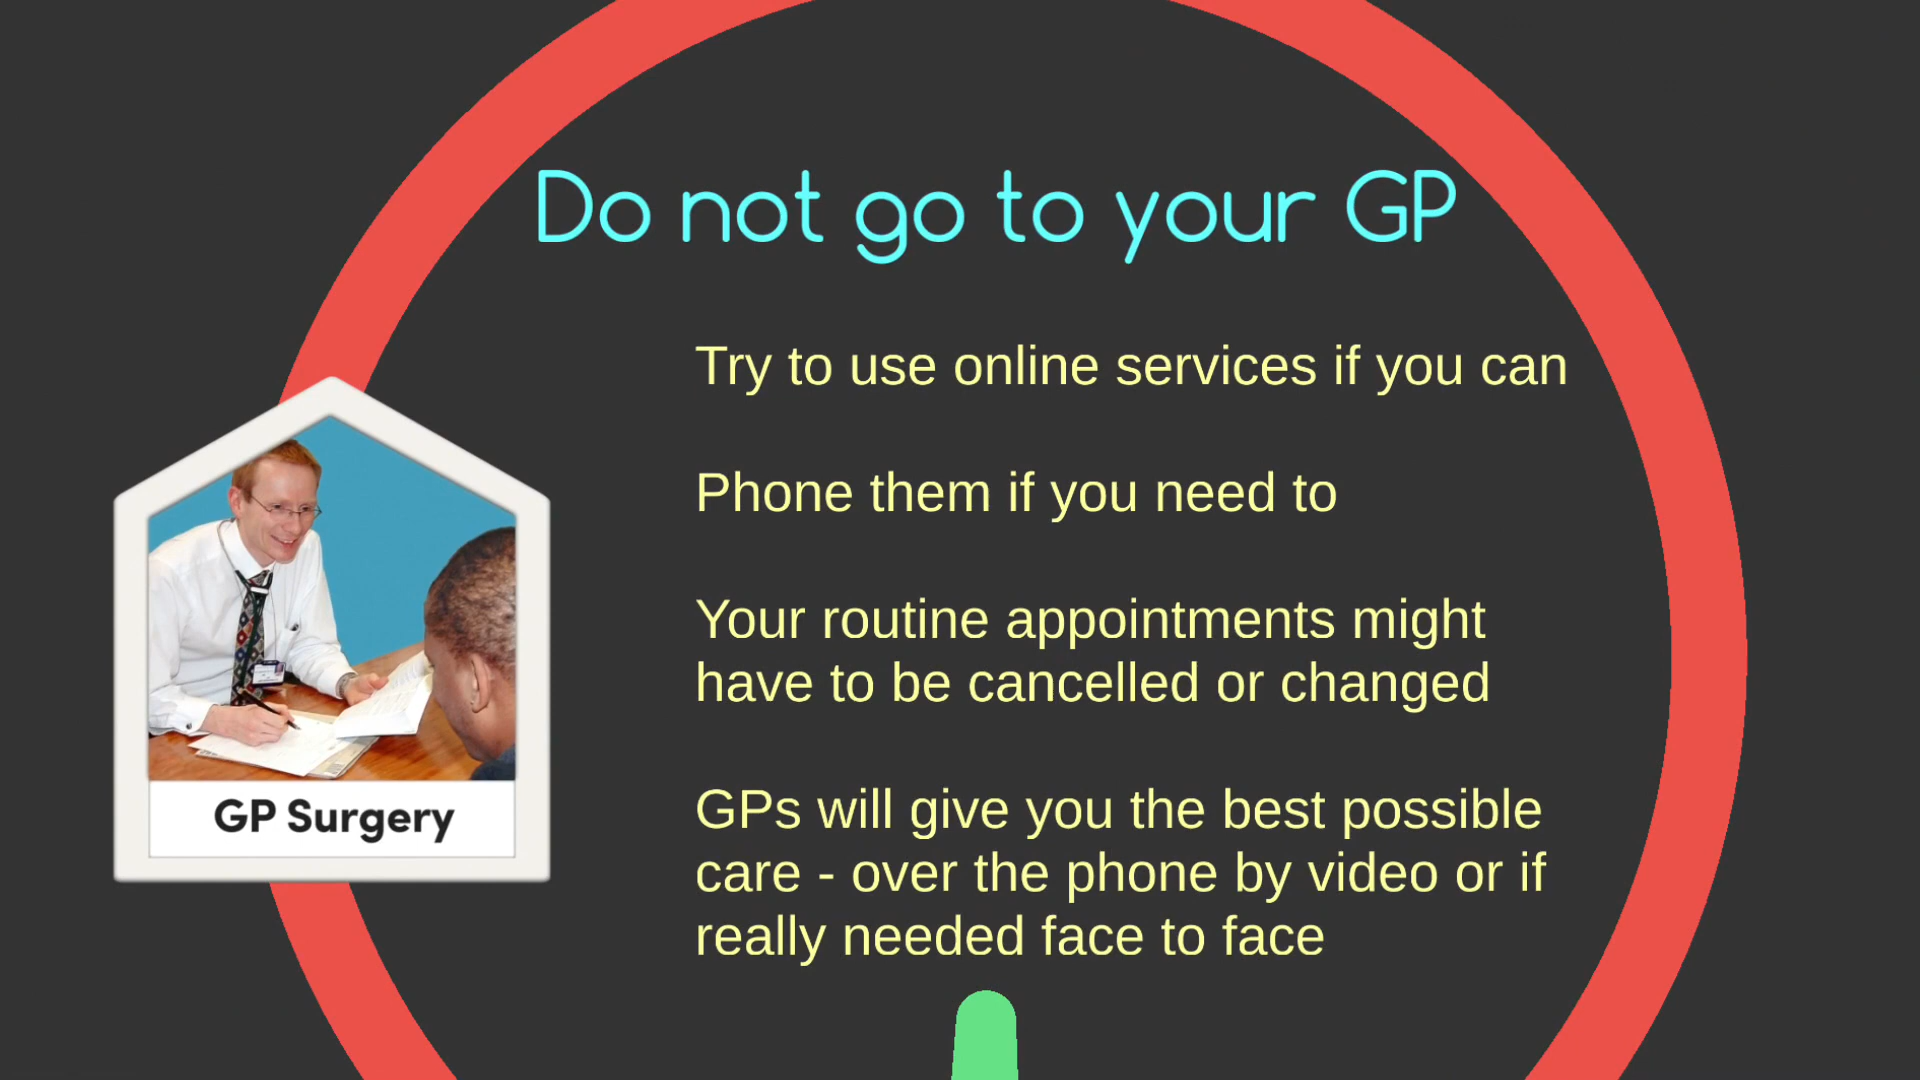 Do not go to your GP
Try to use online services if you can
Phone them if you need to
Your routine appointments might
have to be cancelled or changed
GPs will give you the best possible
care - over the phone by video or if
really needed face to face
GP Surgery